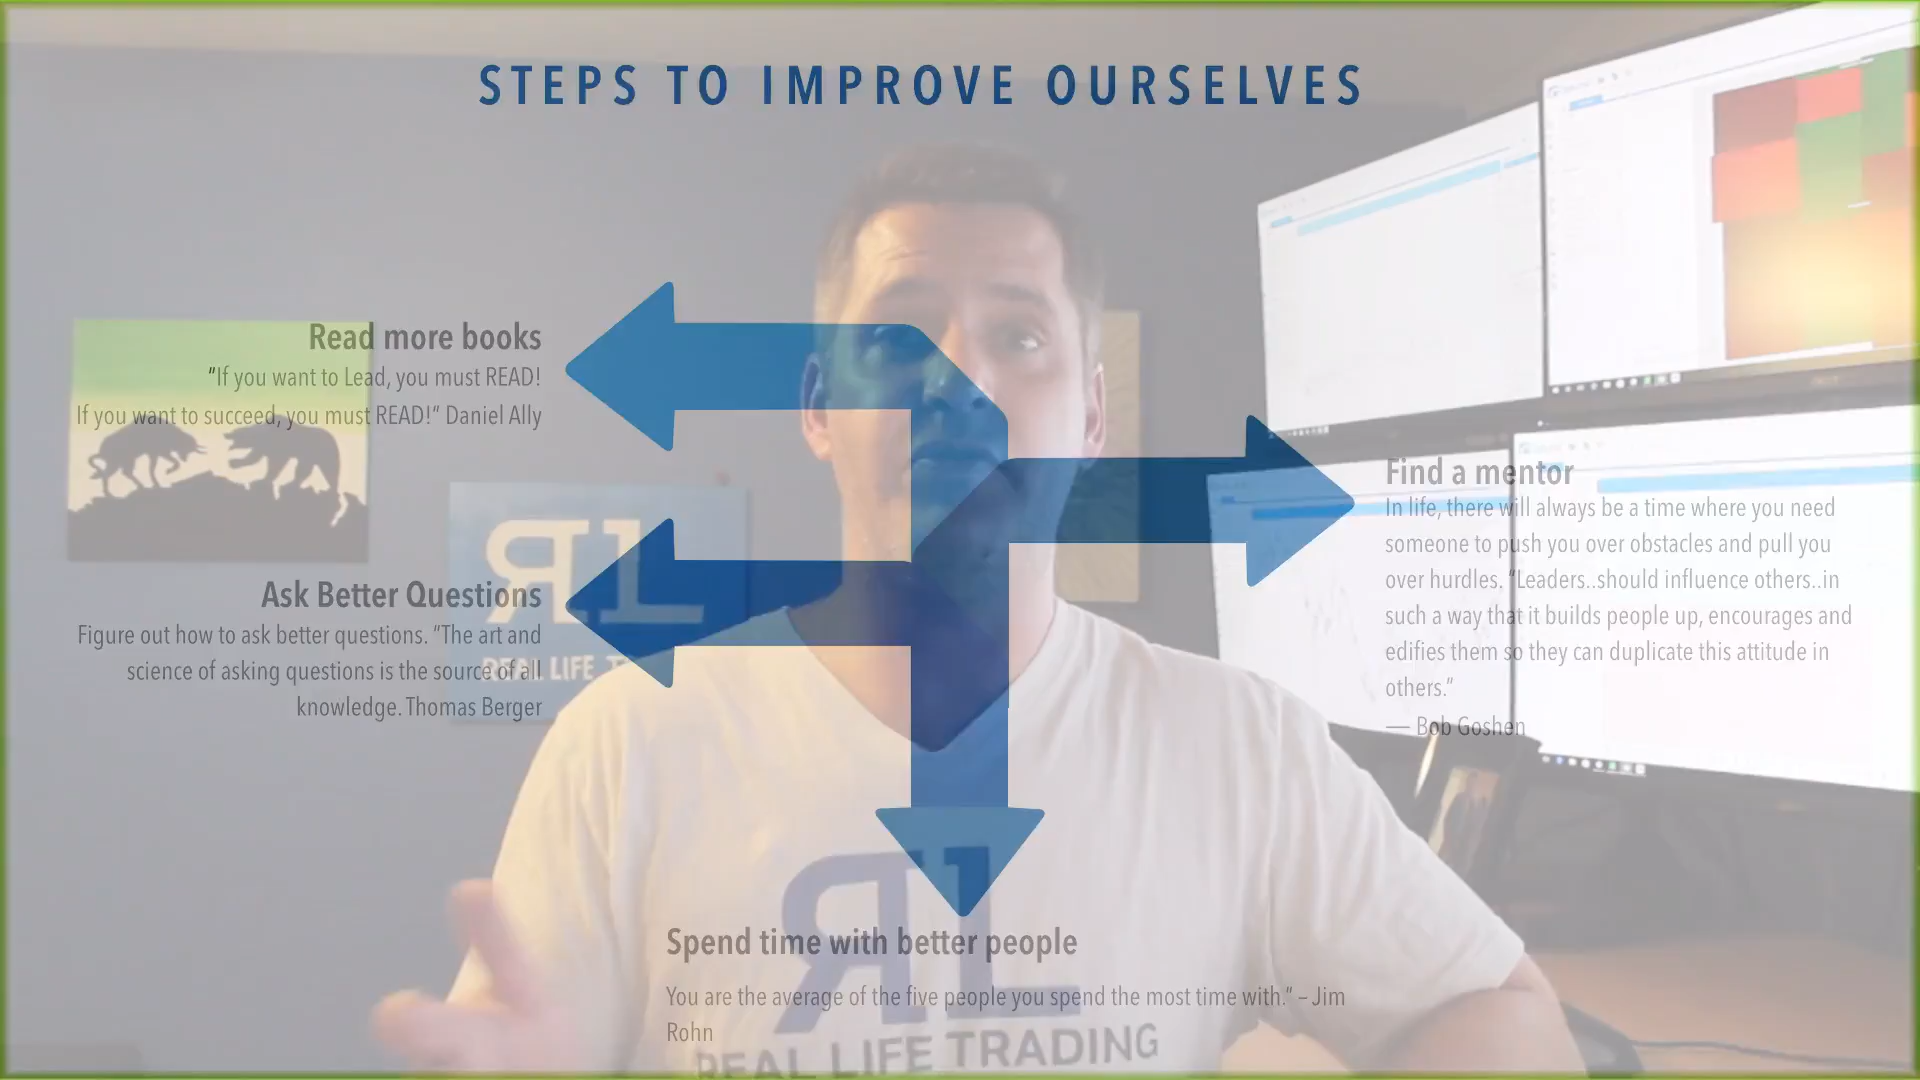 STEPS TO IMPROVE OURSELVES
Read more books
"If you want to Lead, you must READ!
If you want to succeed, you must READ!" Daniel Ally
Find a mentor
In life, there will always be a time where you need
someone to push you over obstacles and pull you
over hurdles. "Leaders..should influence others..in
such a way that it builds people up, encourages and
edifies them so they can duplicate this attitude in
others."
— Bob Goshen
Ask Better Questions
Figure out how to ask better questions. "The art and
science of asking questions is the source of all
knowledge. Thomas Berger
RL
REAL LIFE
Spend time with better people
You are the average of the five people you spend the most time with." – Jim
Rohn
RL
REAL LIFE TRADING